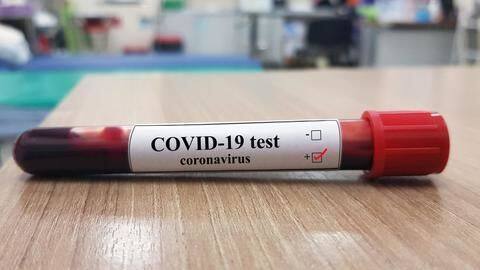 COVID-19 test
coronavirus
-
+